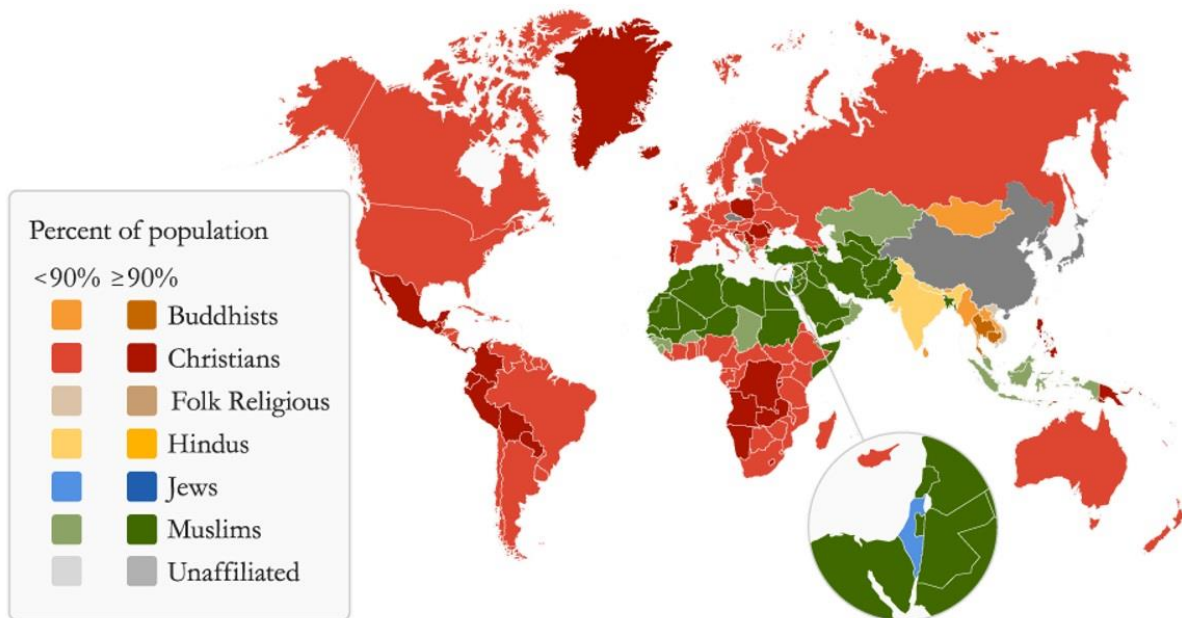 Percent of population
<90% ≥90%
Buddhists
Christians
Folk Religious
Hindus
Jews
Muslims
Unaffiliated